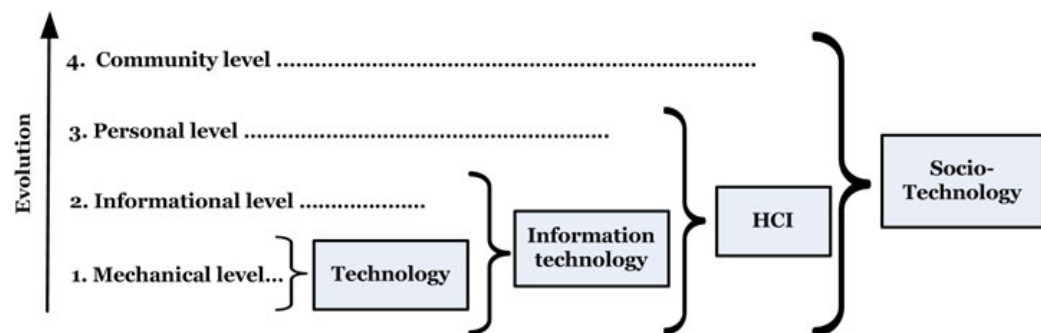 4. Community level ........................................................................
3. Personal level .......................................................
2. Informational level ...................
1. Mechanical level...
Evolution
Technology
Information
technology
HCI
Socio-
Technology